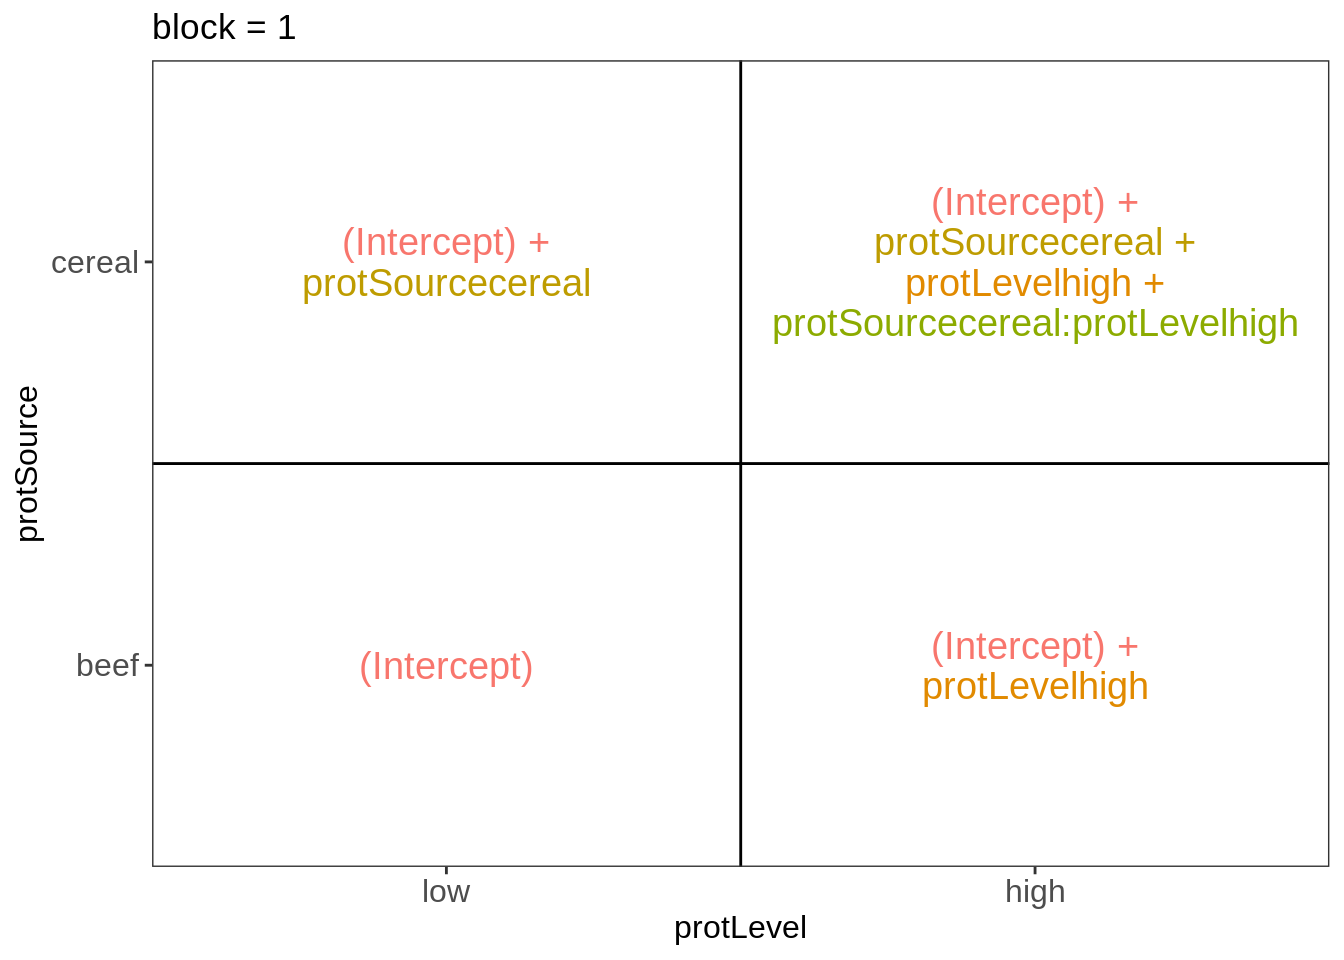 block = 1
protSource
cereal
(Intercept) +
protSourcecereal
(Intercept) +
protSourcecereal +
protLevelhigh +
protSourcecereal:protLevelhigh
beef
(Intercept)
(Intercept) +
protLevelhigh
low
high
protLevel